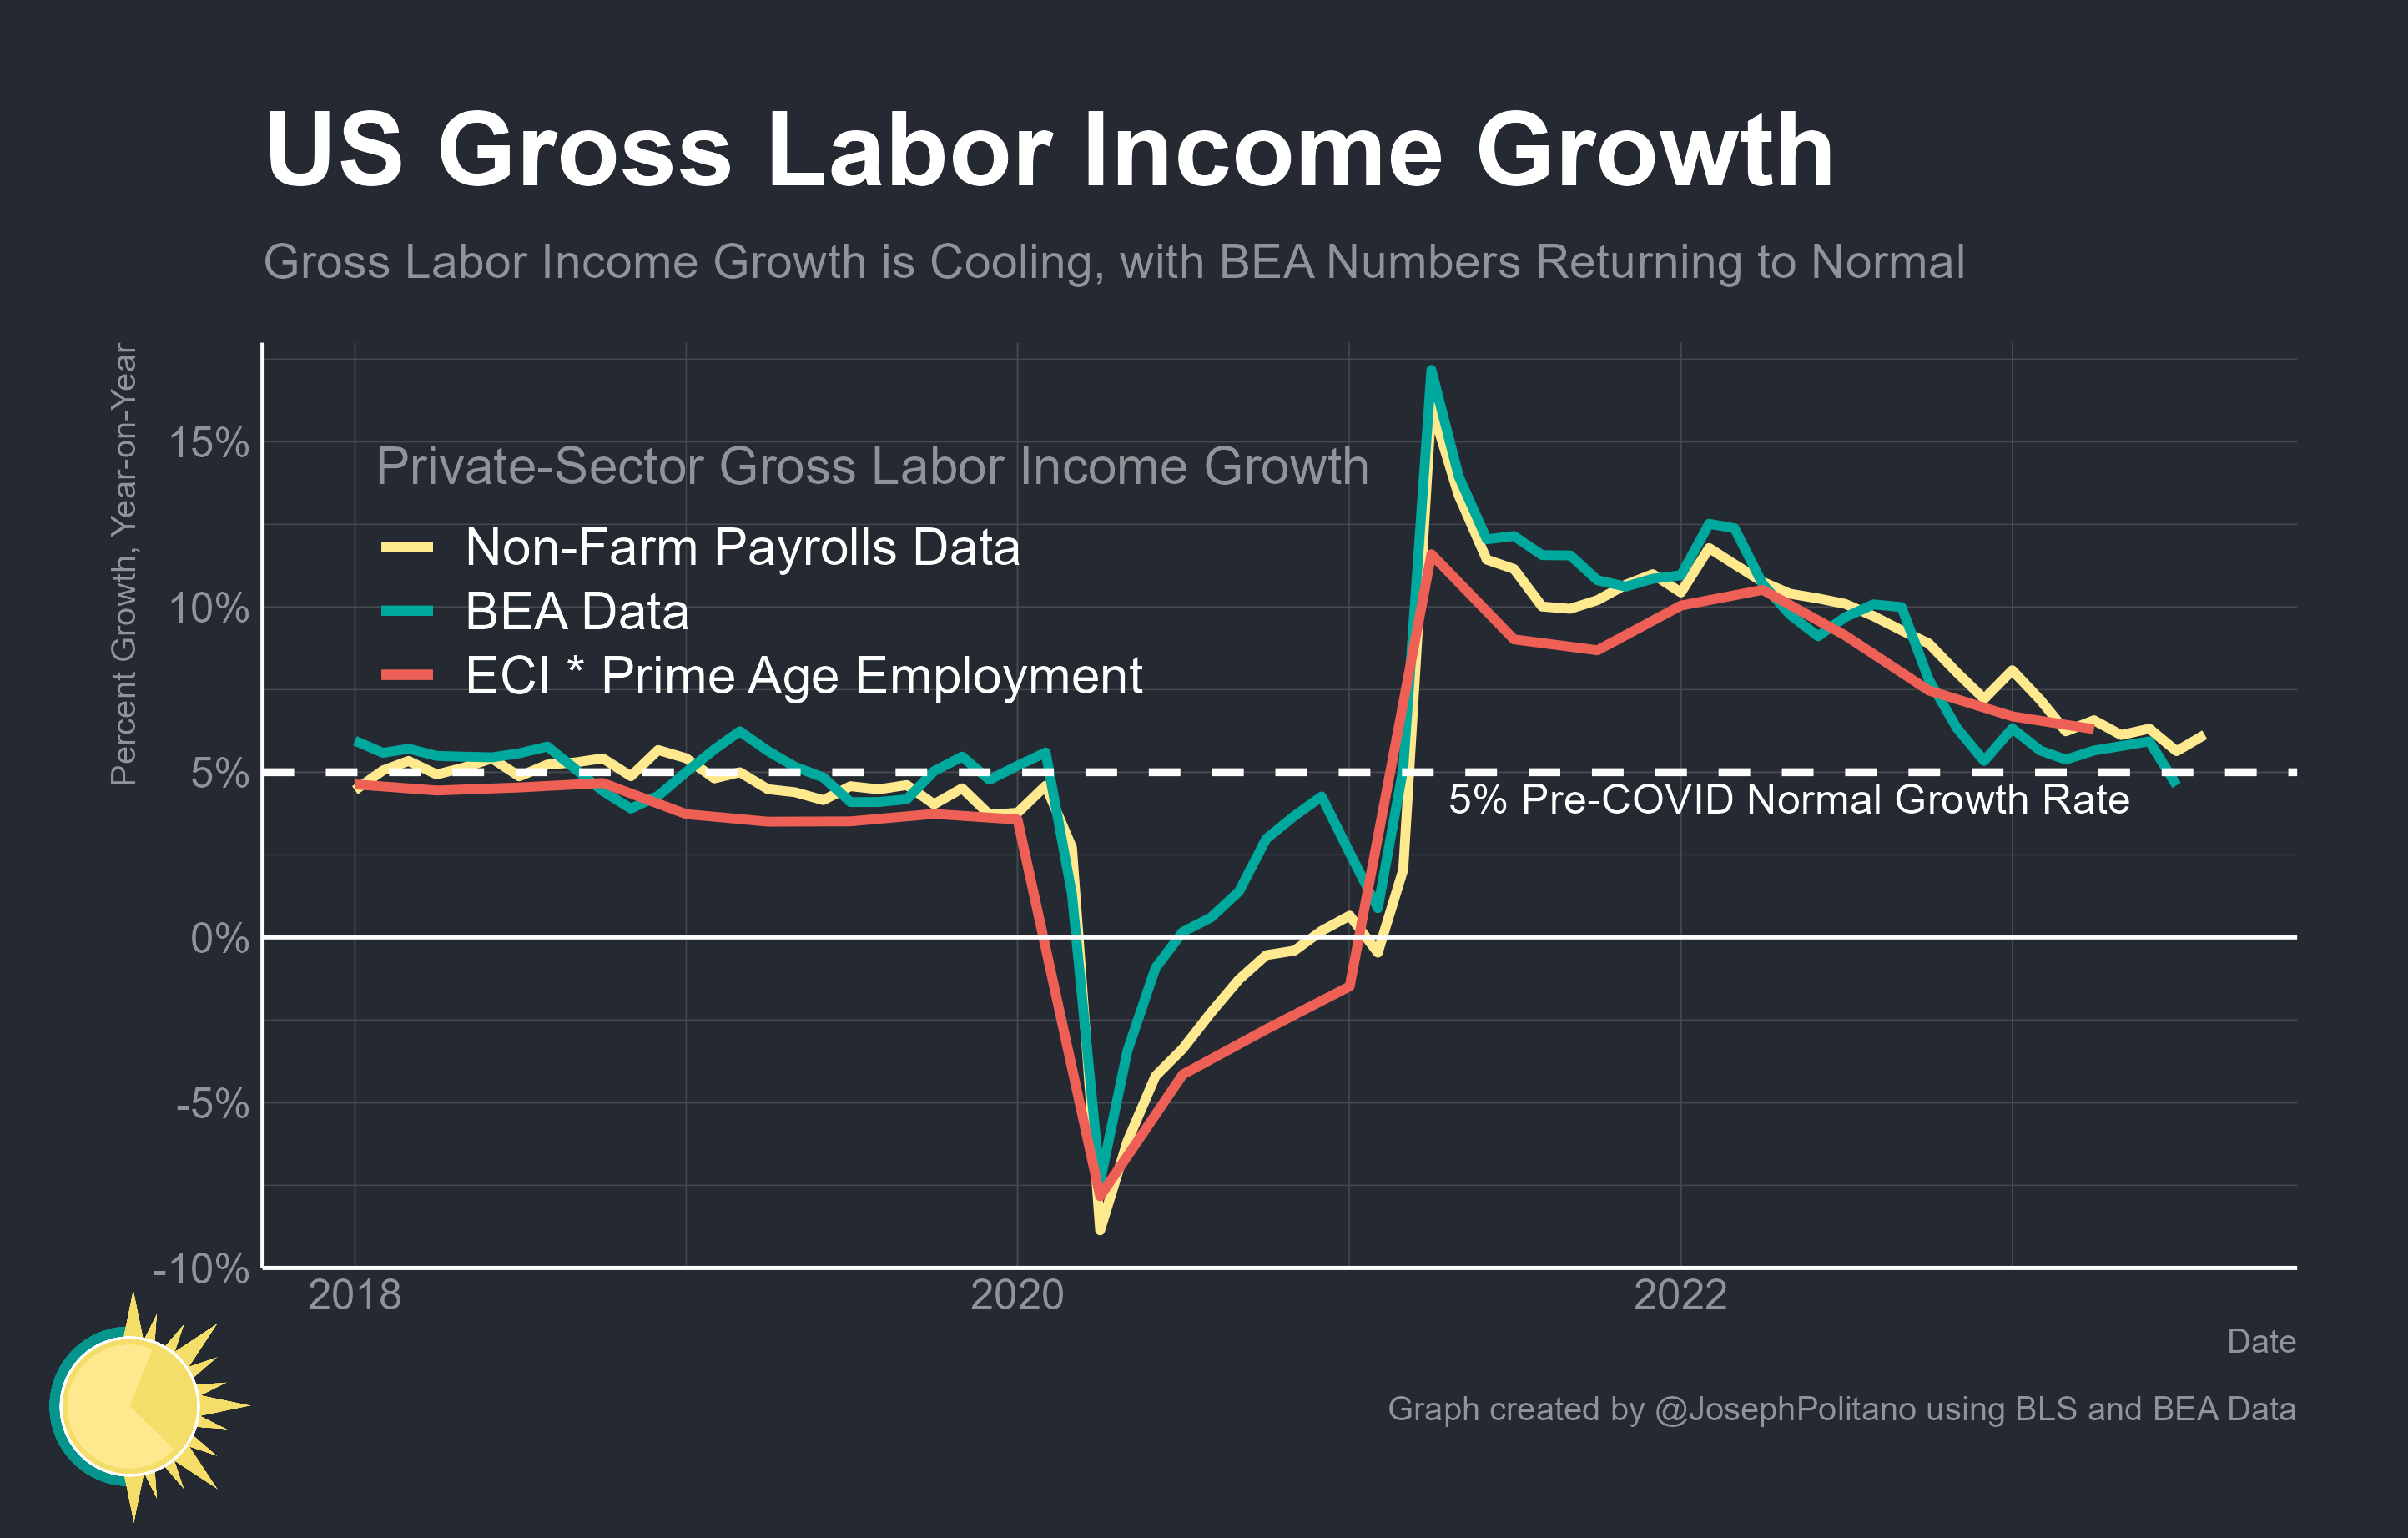 US Gross Labor Income Growth
Gross Labor Income Growth is Cooling, with BEA Numbers Returning to Normal
Percent Growth, Year-on-Year
15%
10%
5%
0%
-5%
-10%
Private-Sector Gross Labor Income Growth
Non-Farm Payrolls Data
BEA Data
ECI * Prime Age Employment
5% Pre-COVID Normal Growth Rate
2018
2020
2022
Date
Graph created by @JosephPolitano using BLS and BEA Data